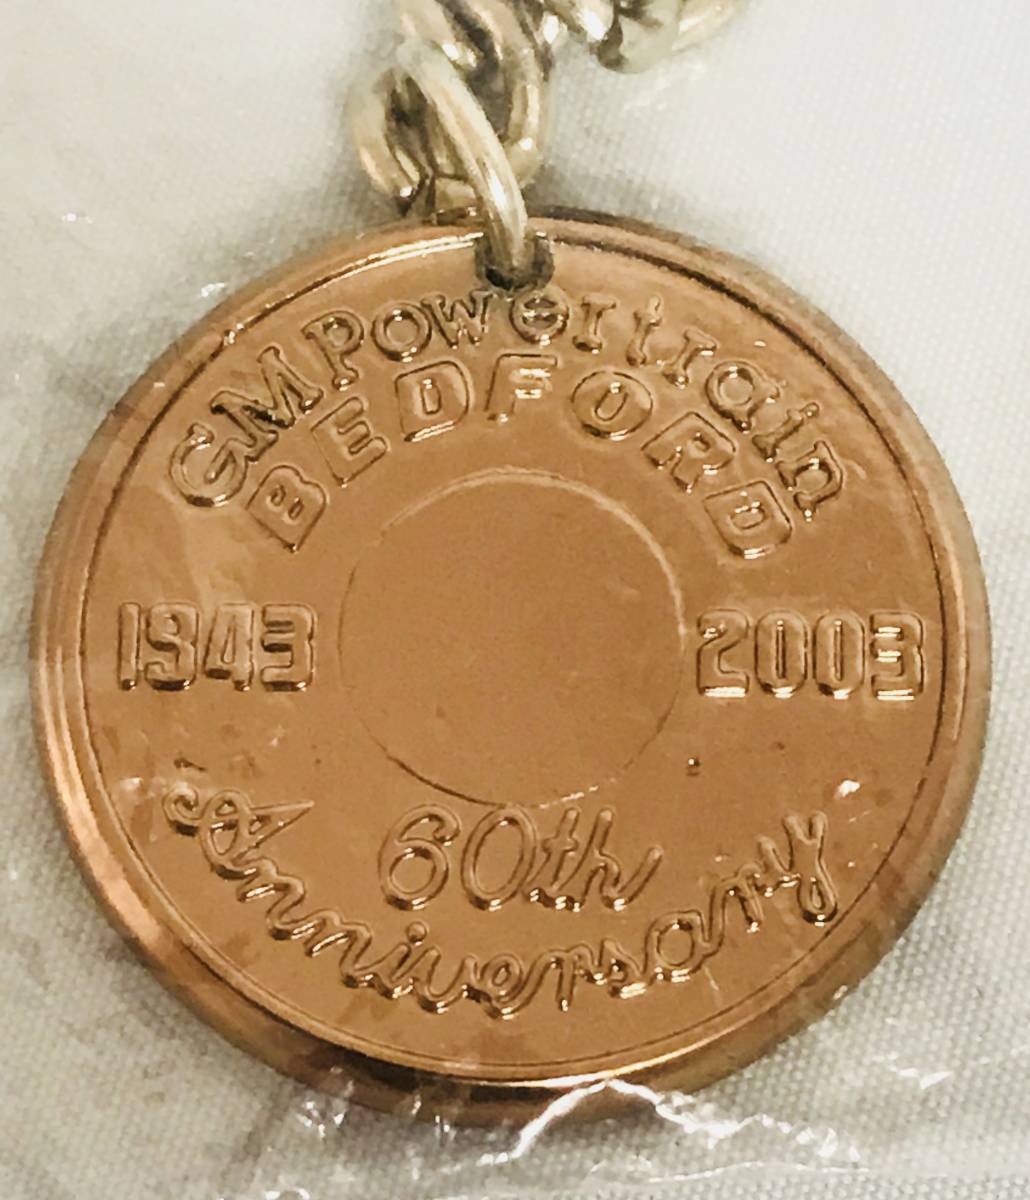 GM Powertrain
BEDFORD
1943 2003
60th
Anniversary